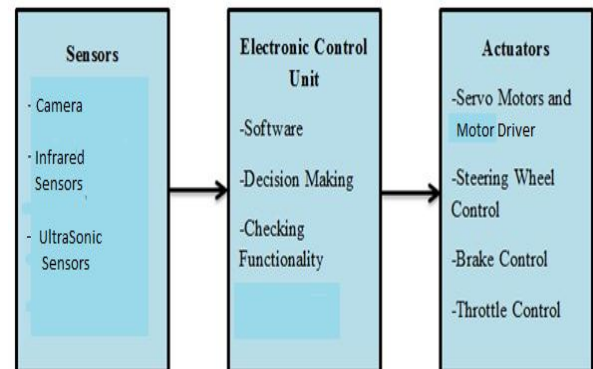 Sensors
- Camera
- Infrared
Sensors
- UltraSonic
Sensors
Electronic Control
Unit
-Software
-Decision Making
-Checking
Functionality
Actuators
-Servo Motors and
Motor Driver
-Steering Wheel
Control
-Brake Control
-Throttle Control